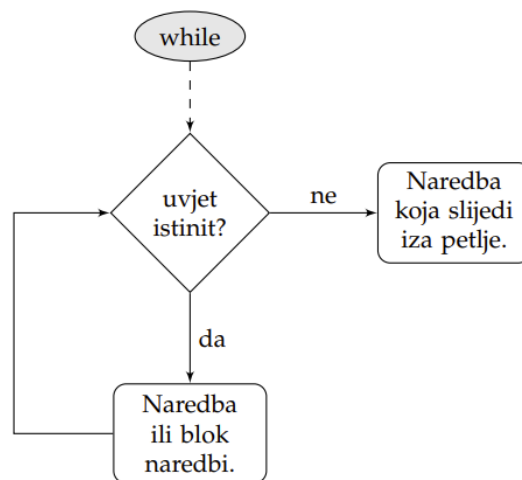 while
uvjet
istinit?
ne
Naredba
koja slijedi
iza petlje.
da
Naredba
ili blok
naredbi.